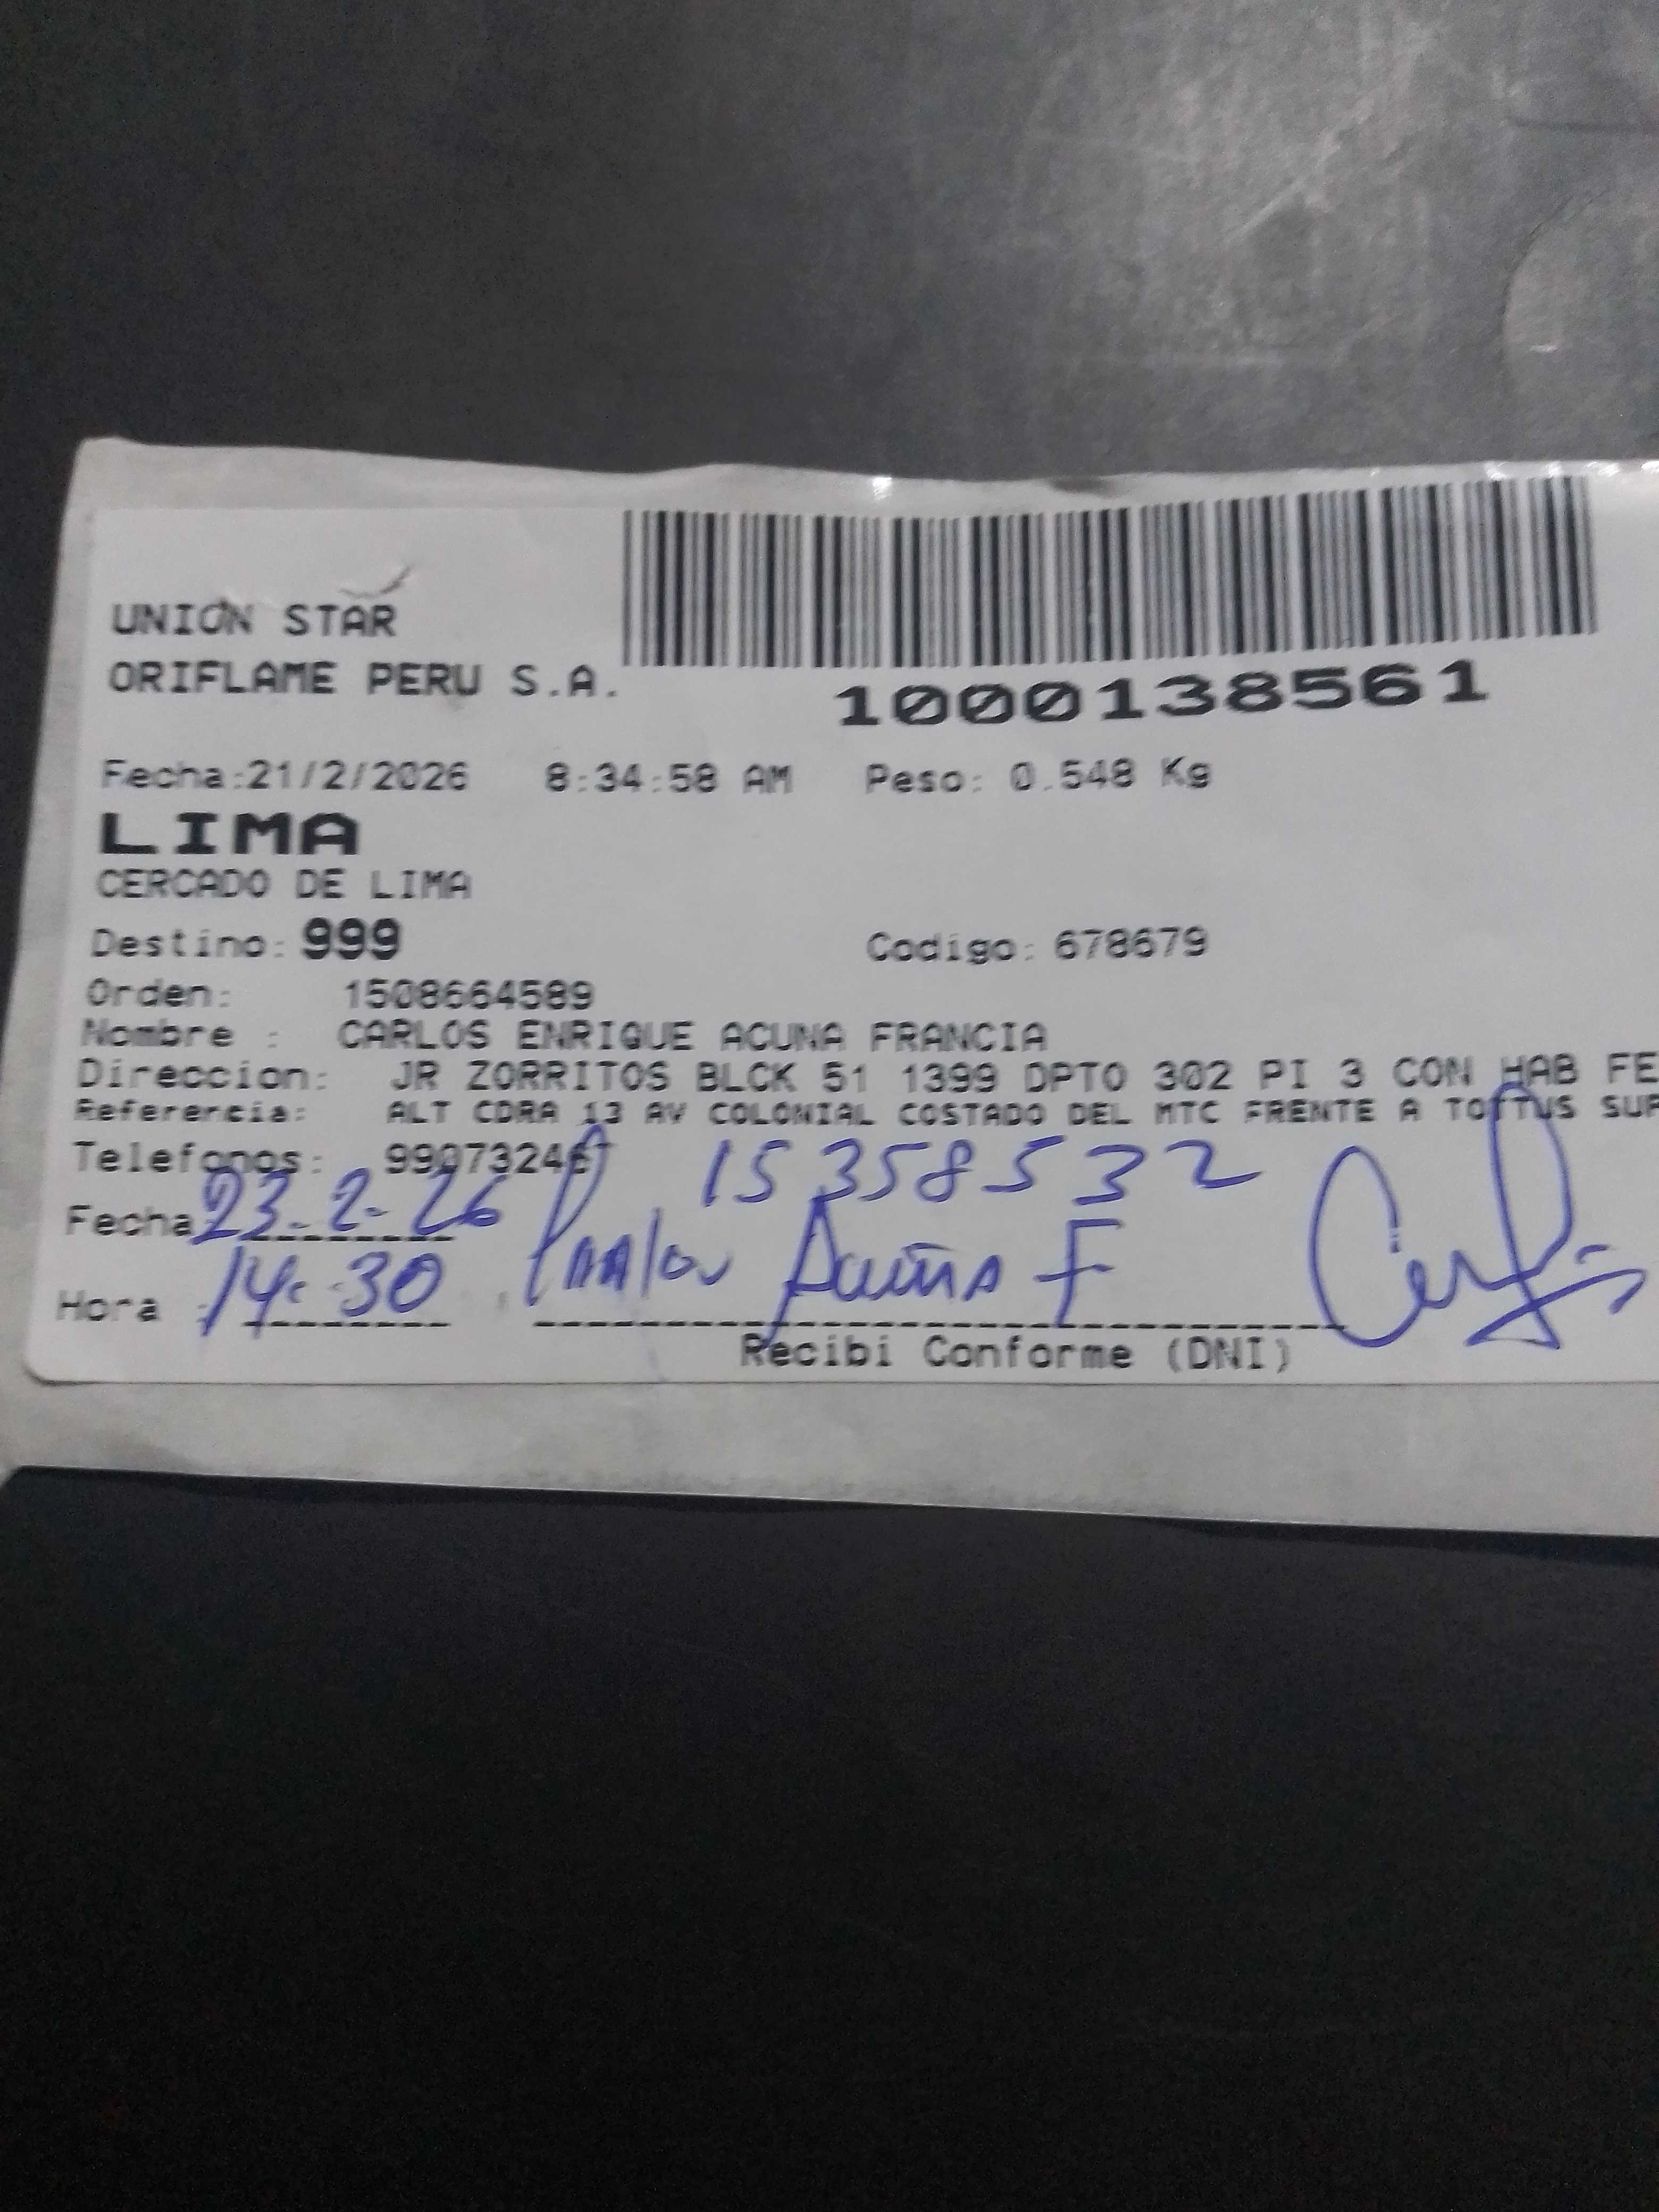 UNION STAR
ORIFLAME PERU S.A.
1000138561
Fecha:21/2/2026 8:34:58 AM Peso: 0.548 Kg
LIMA
CERCADO DE LIMA
Destino: 999 Codigo: 678679
Orden: 1508664589
Nombre : CARLOS ENRIQUE ACUNA FRANCIA
Direccion: JR ZORRITOS BLCK 51 1399 DPTO 302 PI 3 CON HAB FE
Referencia: ALT CDRA 13 AV COLONIAL COSTADO DEL MTC FRENTE A TOTTUS SUP
Telefonos: 15358532
Fecha 23-2-26
Hora 14:30 Carlos Acuña F
Recibi Conforme (DNI)